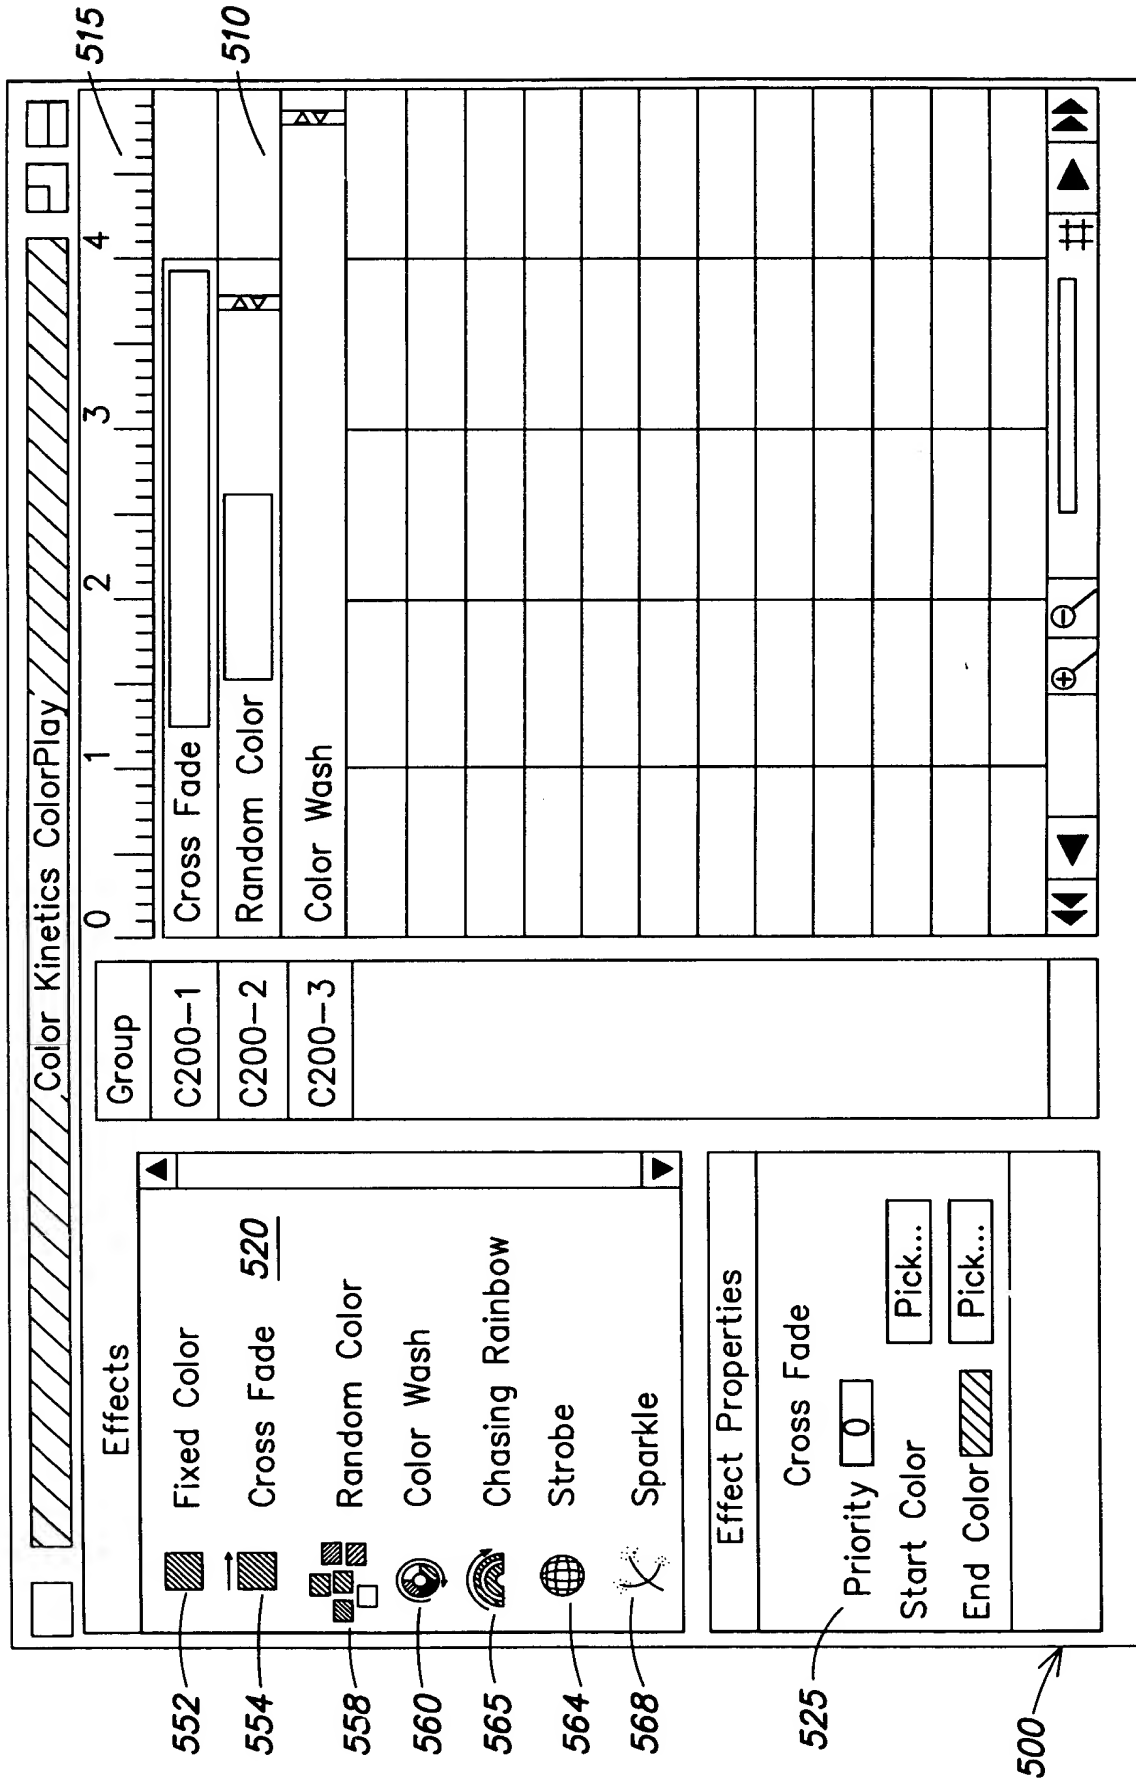 Color Kinetics ColorPlay
515
510
0 1 2 3 4
Group
C200-1
C200-2
C200-3
Cross Fade
Random Color
Color Wash
Effects
520
Fixed Color
Cross Fade
Random Color
Color Wash
Chasing Rainbow
Strobe
Sparkle
552
554
558
560
565
564
568
Effect Properties
Cross Fade
Priority 0
Start Color Pick...
End Color Pick...
525
500